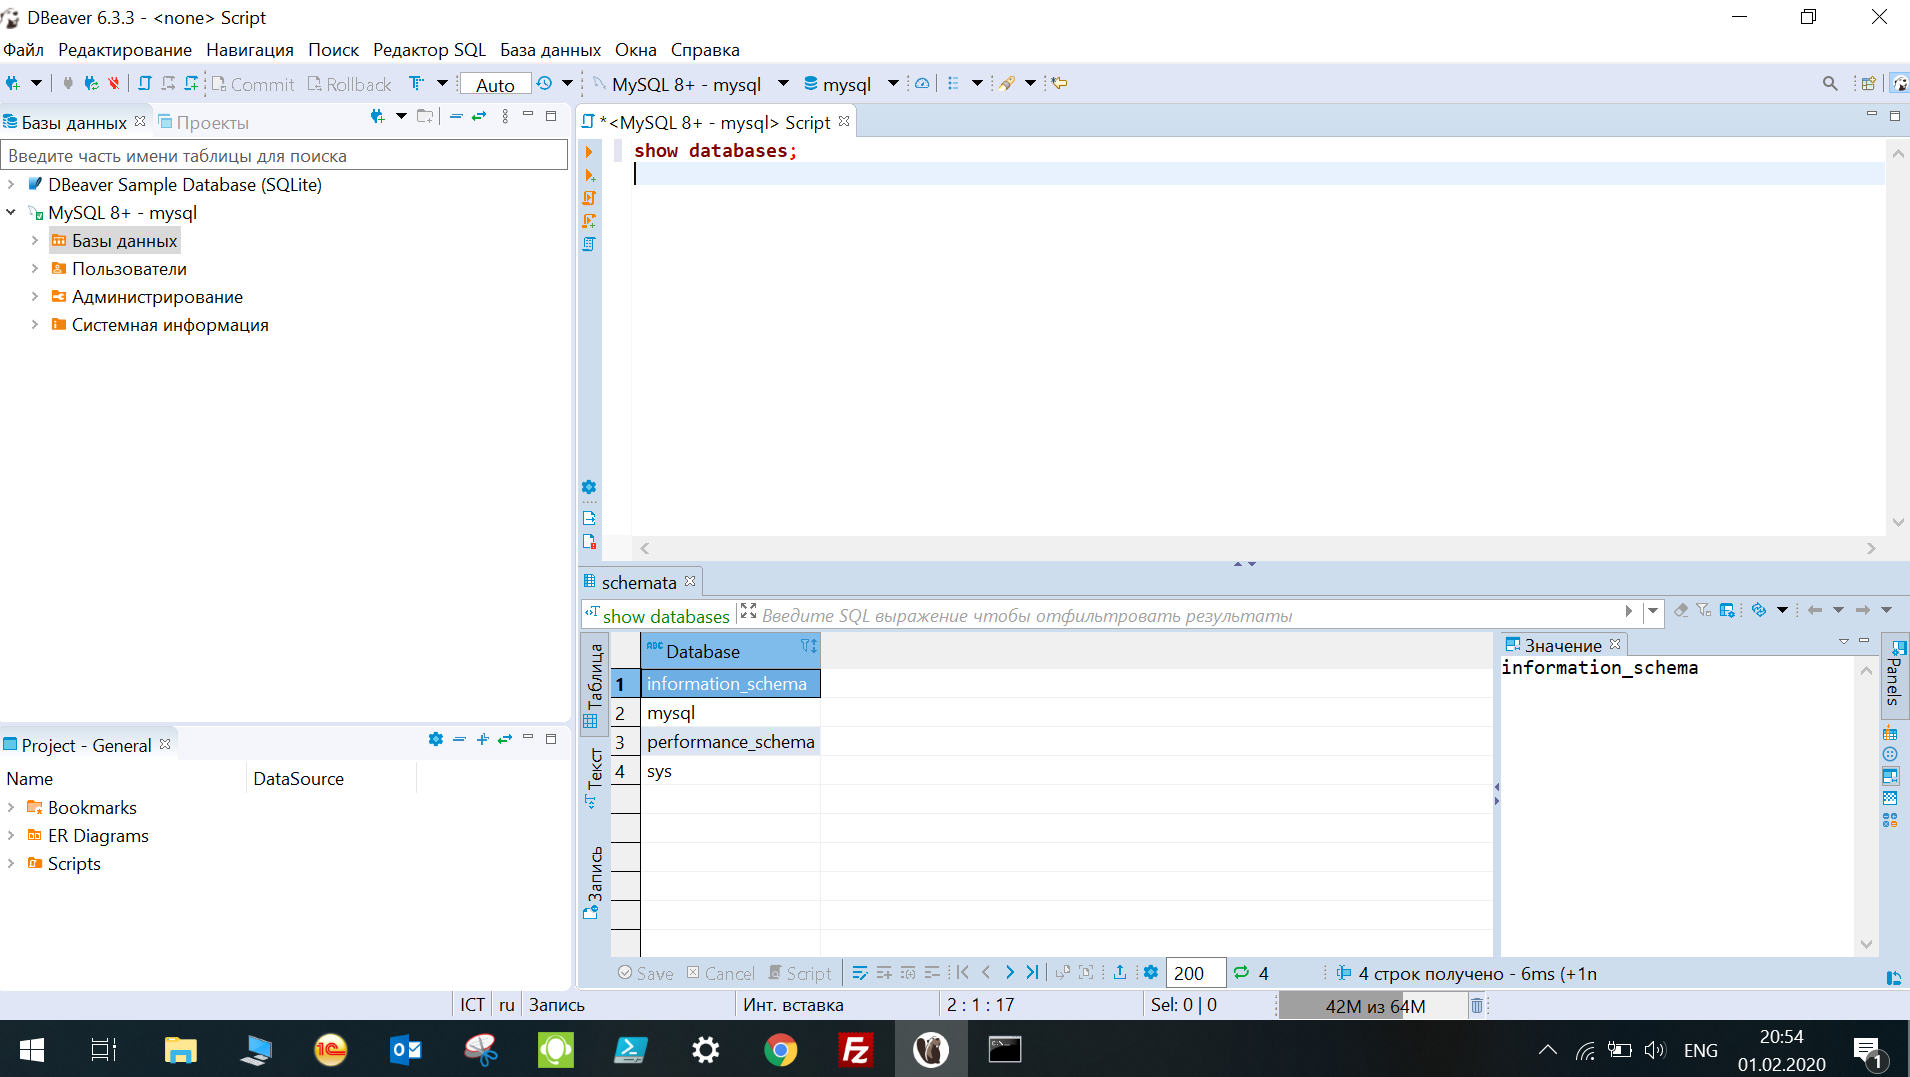 DBeaver 6.3.3 - <none> Script
Файл Редактирование Навигация Поиск Редактор SQL База данных Окна Справка
Commit Rollback Auto MySQL 8+ - mysql mysql
Базы данных Проекты
*<MySQL 8+ - mysql> Script
Введите часть имени таблицы для поиска
DBeaver Sample Database (SQLite)
MySQL 8+ - mysql
Базы данных
Пользователи
Администрирование
Системная информация
show databases;
Project - General
Name DataSource
Bookmarks
ER Diagrams
Scripts
schemata
show databases Введите SQL выражение чтобы отфильтровать результаты
Таблица
Текст
Запись
ABC Database
1 information_schema
2 mysql
3 performance_schema
4 sys
Значение
information_schema
Panels
Save Cancel Script 200 4 4 строк получено - 6ms (+1n
ICT ru Запись Инт. вставка 2 : 1 : 17 Sel: 0 | 0 42M из 64M
1C
Fz
ENG
20:54
01.02.2020
1